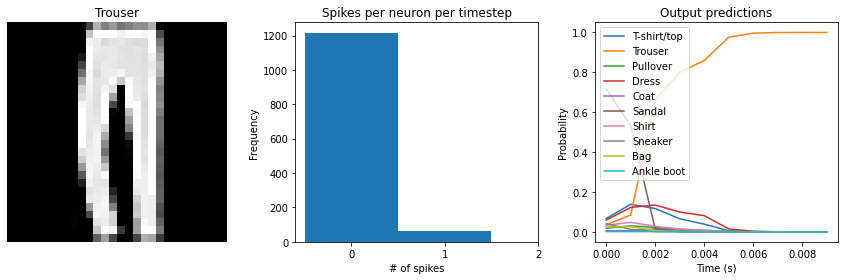 Trouser
Spikes per neuron per timestep
Frequency
1200
1000
800
600
400
200
0
0
1
2
# of spikes
Output predictions
Probability
1.0
0.8
0.6
0.4
0.2
0.0
T-shirt/top
Trouser
Pullover
Dress
Coat
Sandal
Shirt
Sneaker
Bag
Ankle boot
0.000
0.002
0.004
0.006
0.008
Time (s)